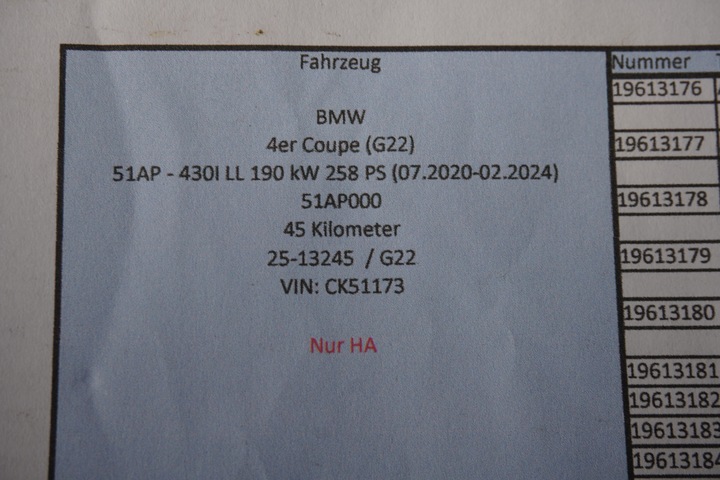 Fahrzeug
BMW
4er Coupe (G22)
51AP - 430I LL 190 kW 258 PS (07.2020-02.2024)
51AP000
45 Kilometer
25-13245 / G22
VIN: CK51173
Nur HA
Nummer
19613176
19613177
19613178
19613179
19613180
19613181
19613182
19613183
19613184